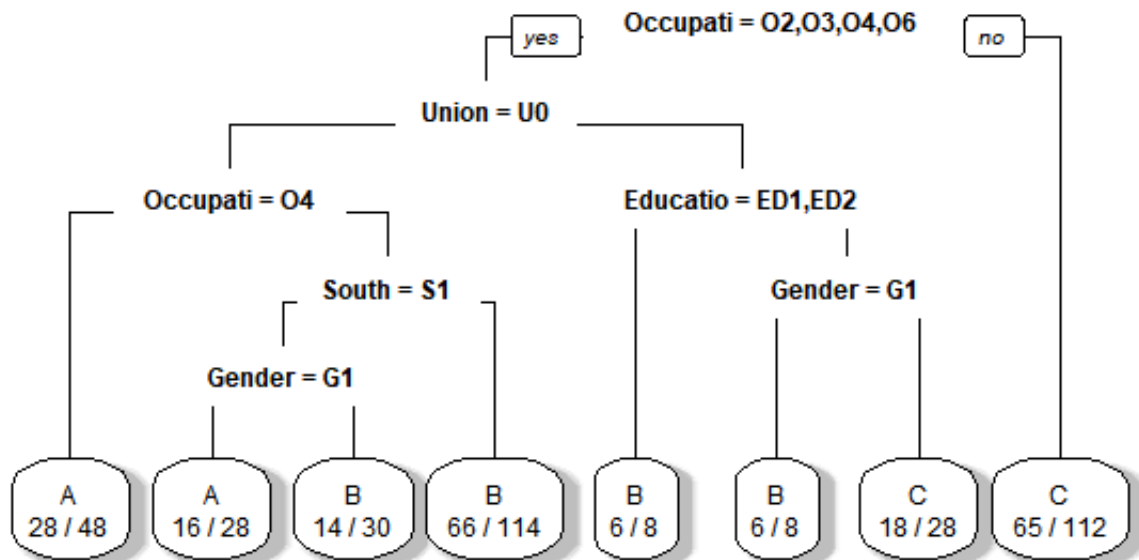 yes
Occupati = O2,O3,O4,O6
no
Union = U0
Occupati = O4
Educatio = ED1,ED2
South = S1
Gender = G1
Gender = G1
A
28 / 48
A
16 / 28
B
14 / 30
B
66 / 114
B
6 / 8
B
6 / 8
C
18 / 28
C
65 / 112